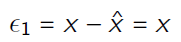 ϵ₁ = x − x̂ = x